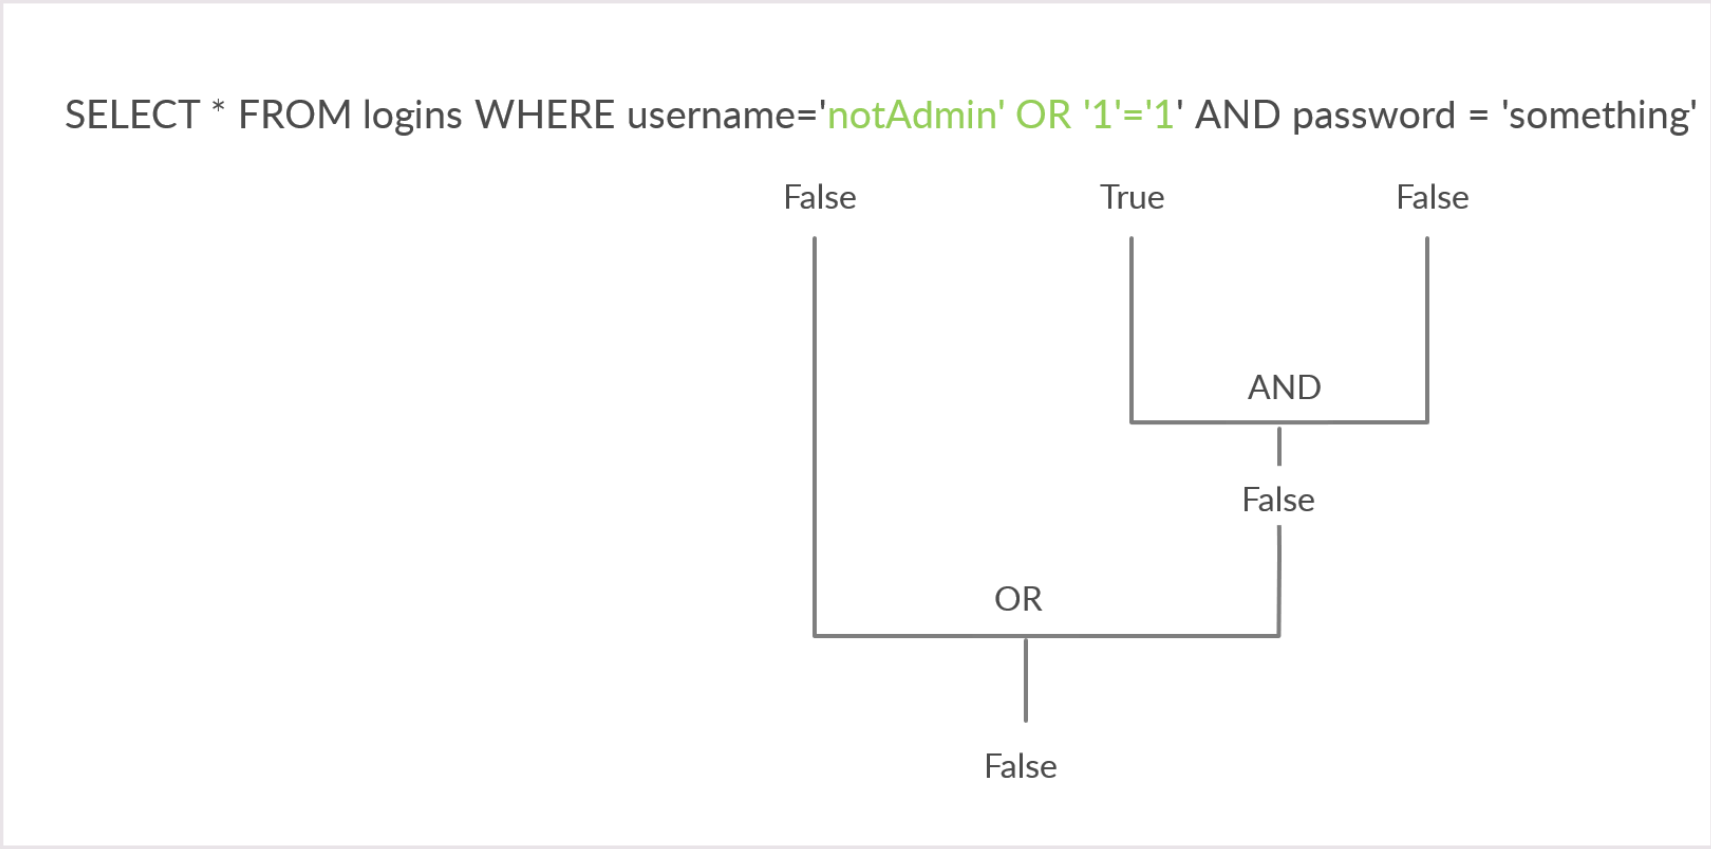 SELECT * FROM logins WHERE username='notAdmin' OR '1'='1' AND password = 'something'
False True False
AND
False
OR
False